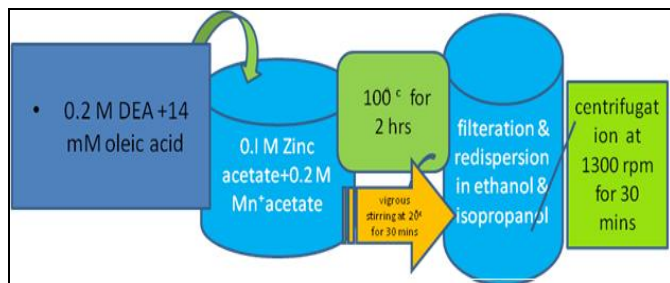 • 0.2 M DEA +14
mM oleic acid
0.I M Zinc
acetate+0.2 M
Mn⁺acetate
100 ᶜ for
2 hrs
vigrous
stirring at 20ᶜ
for 30 mins
filteration &
redispersion
in ethanol &
isopropanol
centrifugat
ion at
1300 rpm
for 30
mins